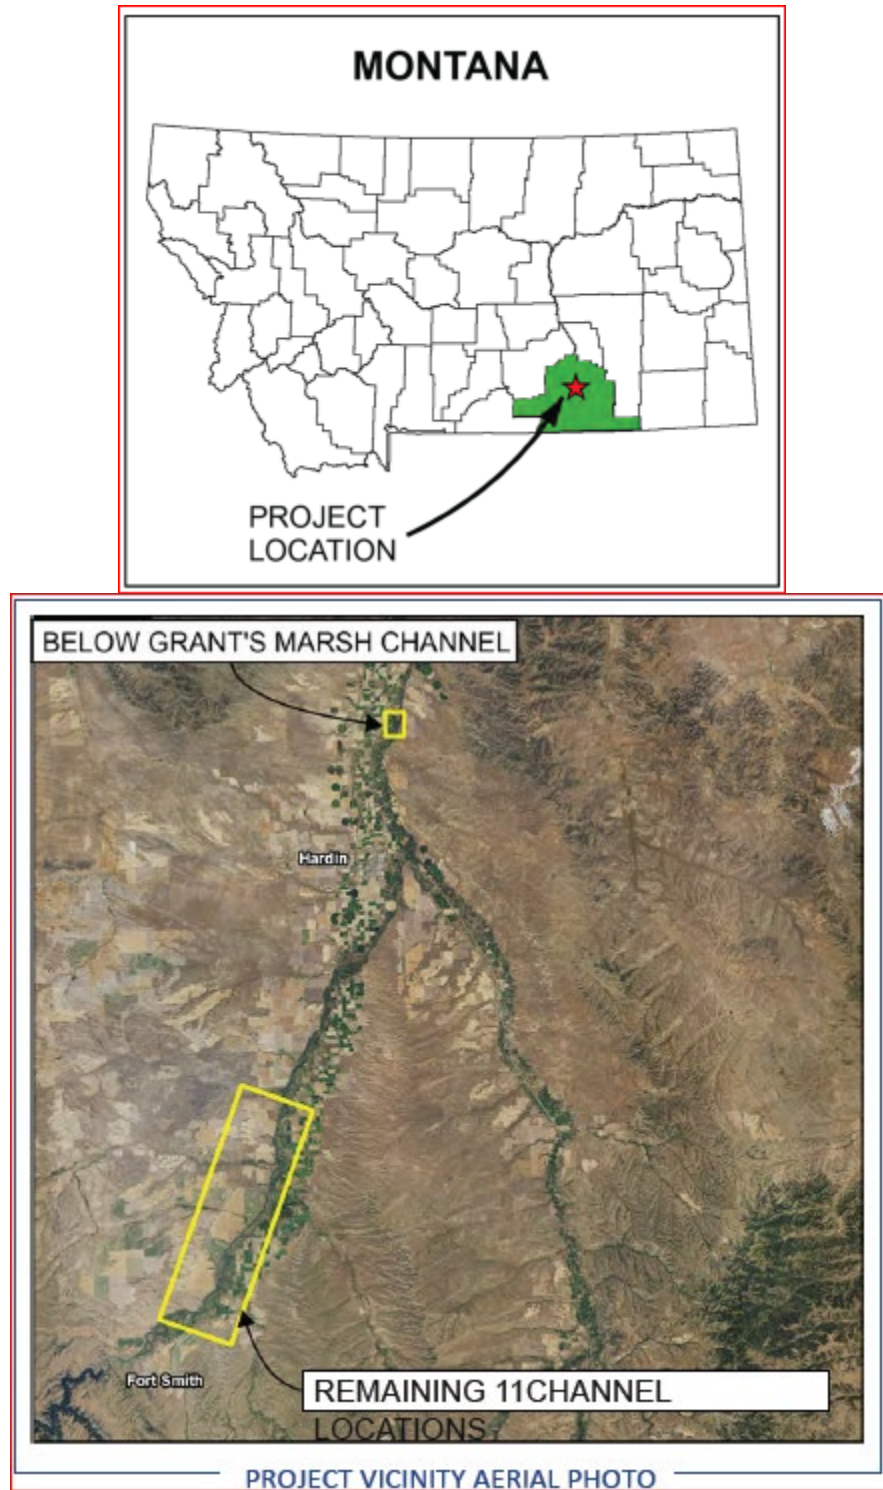 MONTANA
PROJECT
LOCATION
BELOW GRANT'S MARSH CHANNEL
Hardin
Fort Smith
REMAINING 11CHANNEL
LOCATIONS
PROJECT VICINITY AERIAL PHOTO